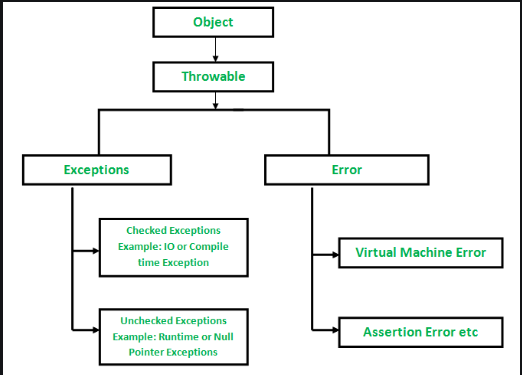 Object
Throwable
Exceptions
Error
Checked Exceptions
Example: IO or Compile
time Exception
Virtual Machine Error
Unchecked Exceptions
Example: Runtime or Null
Pointer Exceptions
Assertion Error etc